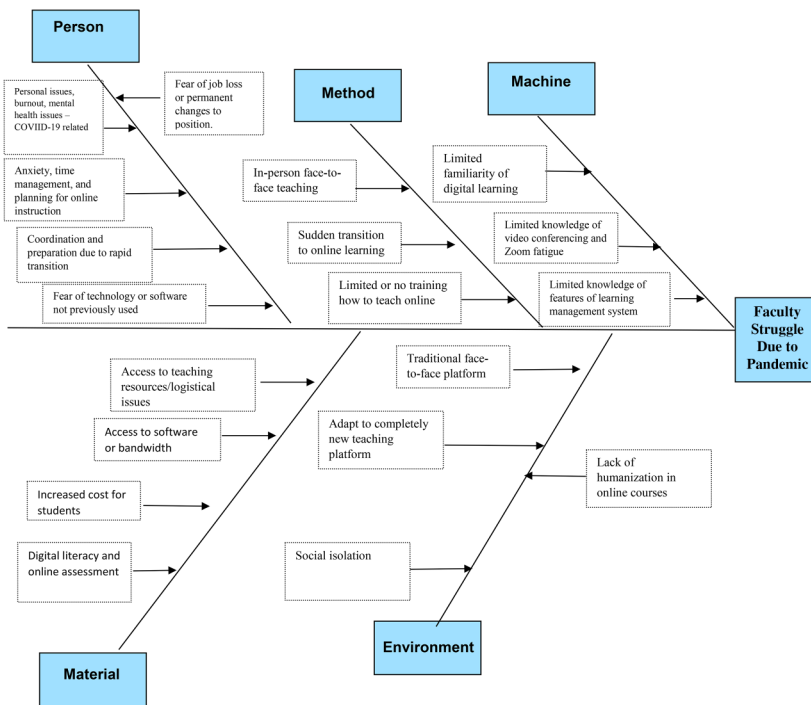 Person
Fear of job loss
or permanent
changes to
position.
Personal issues,
burnout, mental
health issues –
COVIID-19 related
Anxiety, time
management, and
planning for online
instruction
Coordination and
preparation due to rapid
transition
Fear of technology or software
not previously used
Method
In-person face-to-
face teaching
Sudden transition
to online learning
Limited or no training
how to teach online
Machine
Limited
familiarity of
digital learning
Limited knowledge of
video conferencing and
Zoom fatigue
Limited knowledge of
features of learning
management system
Faculty
Struggle
Due to
Pandemic
Access to teaching
resources/logistical
issues
Access to software
or bandwidth
Increased cost for
students
Digital literacy and
online assessment
Material
Traditional face-
to-face platform
Adapt to completely
new teaching
platform
Lack of
humanization in
online courses
Social isolation
Environment